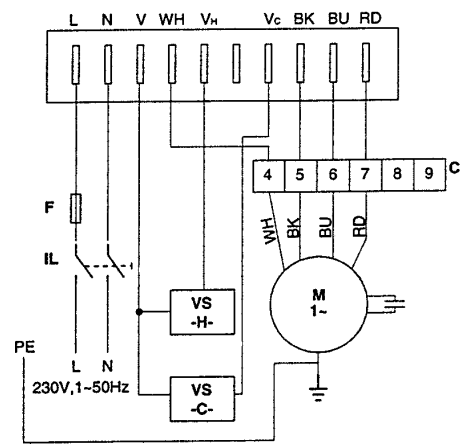 L N V WH VH Vc BK BU RD
4 5 6 7 8 9 C
F
WH BK BU RD
IL
M
1~
VS
-H-
PE
L N
230V,1~50Hz
VS
-C-